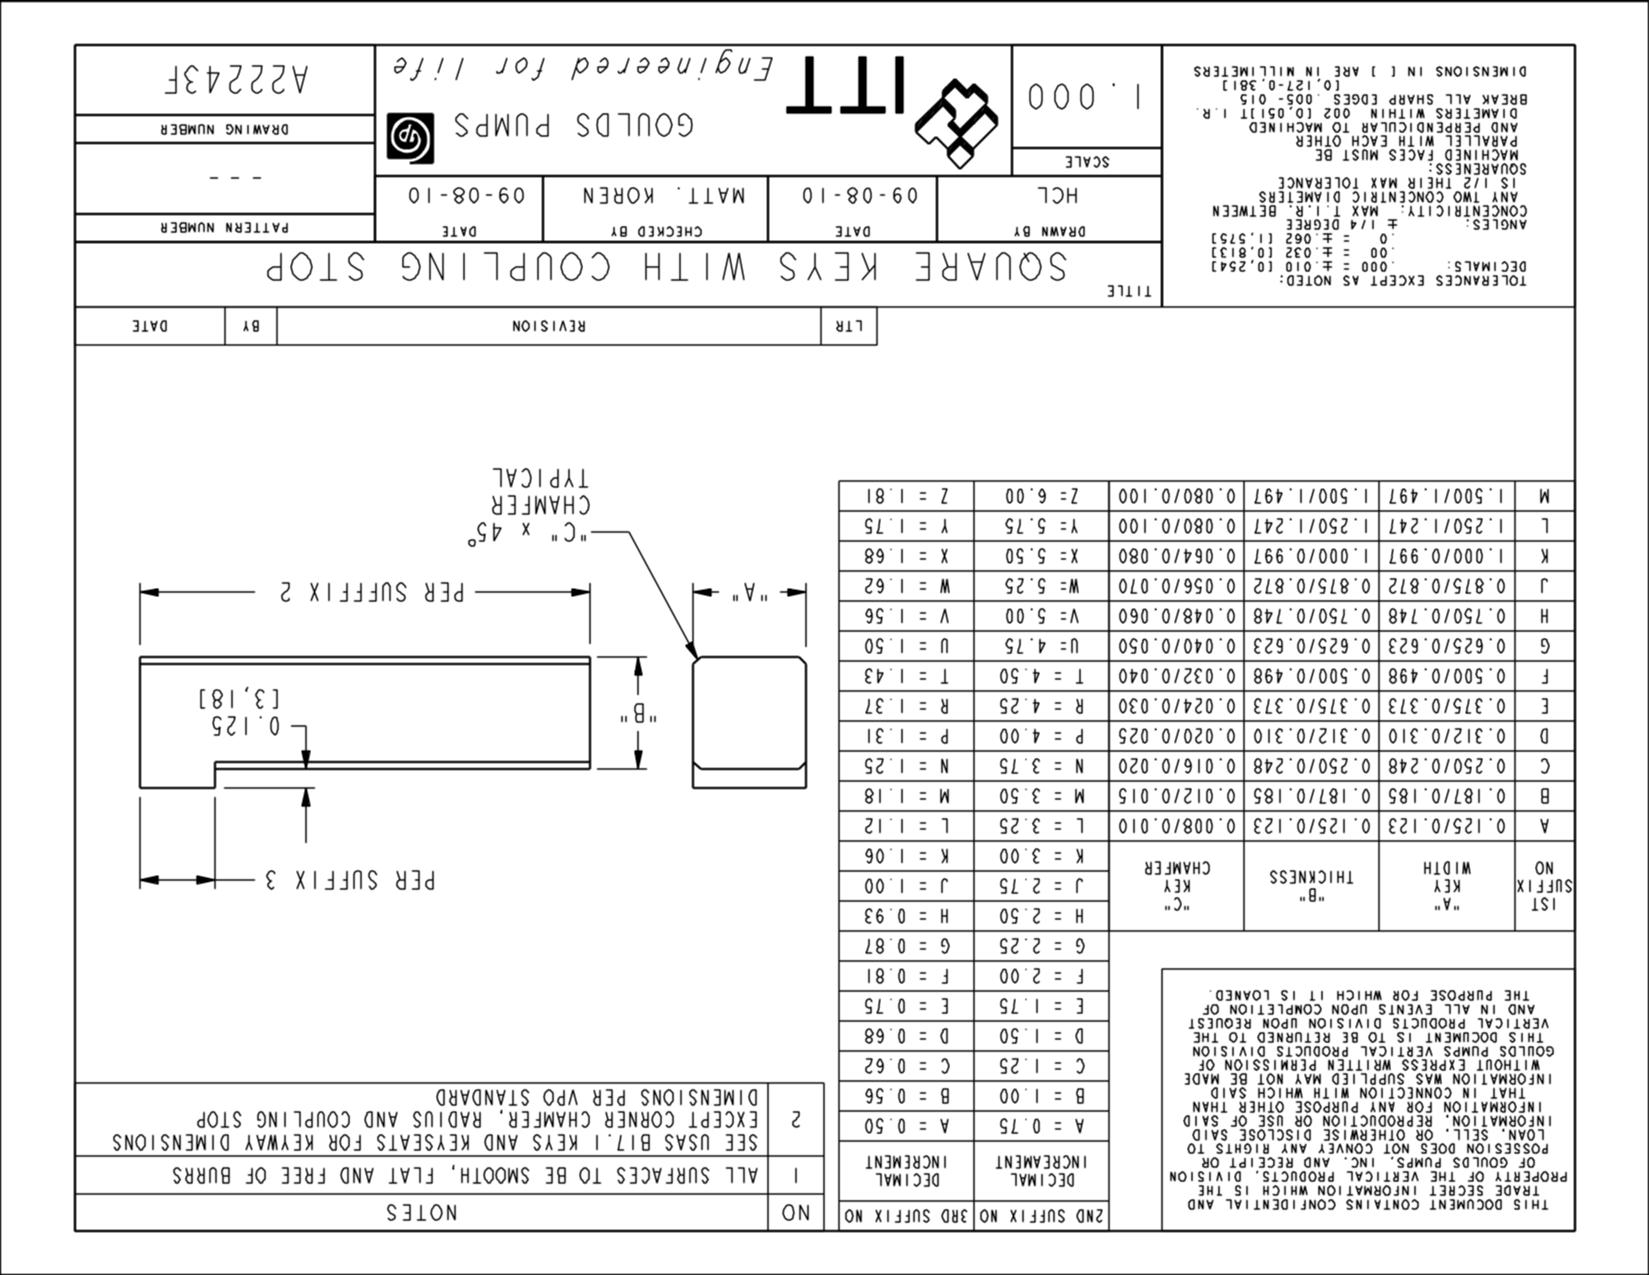 THIS DOCUMENT CONTAINS CONFIDENTIAL AND
TRADE SECRET INFORMATION WHICH IS THE
PROPERTY OF THE VERTICAL PRODUCTS, DIVISION
OF GOULDS PUMPS, INC. AND RECEIPT OR
POSSESSION DOES NOT CONVEY ANY RIGHTS TO
LOAN, SELL, OR OTHERWISE DISCLOSE SAID
INFORMATION, REPRODUCTION OR USE OF SAID
INFORMATION FOR ANY PURPOSE OTHER THAN
THAT IN CONNECTION WITH WHICH SAID
INFORMATION WAS SUPPLIED MAY NOT BE MADE
WITHOUT EXPRESS WRITTEN PERMISSION OF
GOULDS PUMPS VERTICAL PRODUCTS DIVISION
THIS DOCUMENT IS TO BE RETURNED TO THE
VERTICAL PRODUCTS DIVISION UPON REQUEST
AND IN ALL EVENTS UPON COMPLETION OF
THE PURPOSE FOR WHICH IT IS LOANED.
IST SUFFIX NO "A" KEY WIDTH "B" THICKNESS "C" KEY CHAMFER
A 0.125/0.123 0.125/0.123 0.008/0.010
B 0.187/0.185 0.187/0.185 0.012/0.015
C 0.250/0.248 0.250/0.248 0.016/0.020
D 0.312/0.310 0.312/0.310 0.020/0.025
E 0.375/0.373 0.375/0.373 0.024/0.030
F 0.500/0.498 0.500/0.498 0.032/0.040
G 0.625/0.623 0.625/0.623 0.040/0.050
H 0.750/0.748 0.750/0.748 0.048/0.060
J 0.875/0.872 0.875/0.872 0.056/0.070
K 1.000/0.997 1.000/0.997 0.064/0.080
L 1.250/1.247 1.250/1.247 0.080/0.100
M 1.500/1.497 1.500/1.497 0.080/0.100
2ND SUFFIX NO 3RD SUFFIX NO
DECIMAL DECIMAL
INCREAMENT INCREMENT
A = 0.75 A = 0.50
B = 1.00 B = 0.56
C = 1.25 C = 0.62
D = 1.50 D = 0.68
E = 1.75 E = 0.75
F = 2.00 F = 0.81
G = 2.25 G = 0.87
H = 2.50 H = 0.93
J = 2.75 J = 1.00
K = 3.00 K = 1.06
L = 3.25 L = 1.12
M = 3.50 M = 1.18
N = 3.75 N = 1.25
P = 4.00 P = 1.31
R = 4.25 R = 1.37
T = 4.50 T = 1.43
U= 4.75 U = 1.50
V= 5.00 V = 1.56
W= 5.25 W = 1.62
X= 5.50 X = 1.68
Y= 5.75 Y = 1.75
Z= 6.00 Z = 1.81
NO NOTES
1 ALL SURFACES TO BE SMOOTH, FLAT AND FREE OF BURRS
2 SEE USAS B17.1 KEYS AND KEYSEATS FOR KEYWAY DIMENSIONS
EXCEPT CORNER CHAMFER, RADIUS AND COUPLING STOP
DIMENSIONS PER VPO STANDARD
PER SUFFIX 3
0.125
[3,18]
"B"
"A"
PER SUFFFIX 2
"C" x 45°
CHAMFER
TYPICAL
LTR REVISION BY DATE
TOLERANCES EXCEPT AS NOTED:
DECIMALS: .000 = ±.010 [0,254]
.00 = ±.032 [0,813]
.0 = ±.062 [1,575]
ANGLES: ± 1/4 DEGREE
CONCENTRICITY: MAX T.I.R. BETWEEN
ANY TWO CONCENTRIC DIAMETERS
IS 1/2 THEIR MAX TOLERANCE
SQUARENESS:
MACHINED FACES MUST BE
PARALLEL WITH EACH OTHER
AND PERPENDICULAR TO MACHINED
DIAMETERS WITHIN .002 [0,051]T.I.R.
BREAK ALL SHARP EDGES .005-.015
[0,127-0,381]
DIMENSIONS IN [ ] ARE IN MILLIMETERS
TITLE
SQUARE KEYS WITH COUPLING STOP
DRAWN BY DATE CHECKED BY DATE PATTERN NUMBER
HCL 09-08-10 MATT. KOREN 09-08-10 ---
SCALE
1.000
ITT
GOULDS PUMPS
Engineered for life
DRAWING NUMBER
A22243F